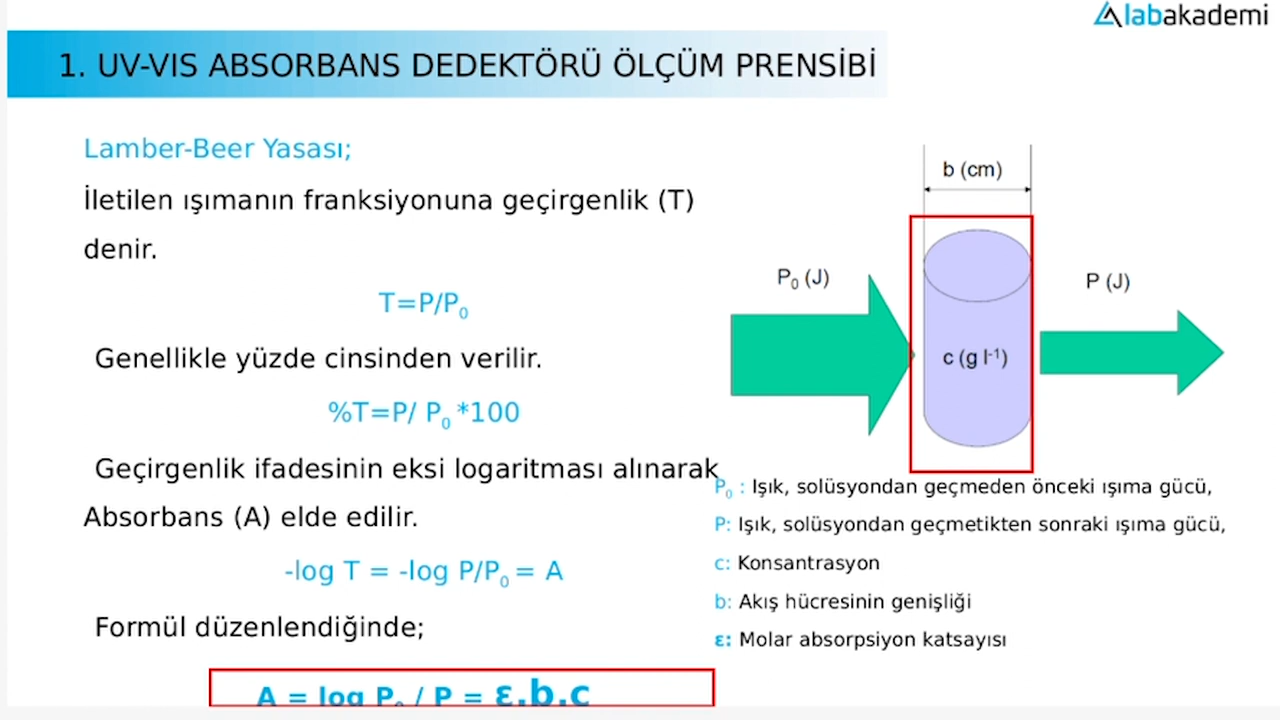 labakademi
1. UV-VIS ABSORBANS DEDEKTÖRÜ ÖLÇÜM PRENSİBİ
Lamber-Beer Yasası;
İletilen ışımanın franksiyonuna geçirgenlik (T)
denir.
T=P/P₀
Genellikle yüzde cinsinden verilir.
%T=P/ P₀ *100
Geçirgenlik ifadesinin eksi logaritması alınarak
Absorbans (A) elde edilir.
-log T = -log P/P₀ = A
Formül düzenlendiğinde;
A = log P₀ / P = ε.b.c
b (cm)
P₀ (J)
P (J)
c (g l⁻¹)
P₀ : Işık, solüsyondan geçmeden önceki ışıma gücü,
P: Işık, solüsyondan geçmetikten sonraki ışıma gücü,
c: Konsantrasyon
b: Akış hücresinin genişliği
ε: Molar absorpsiyon katsayısı